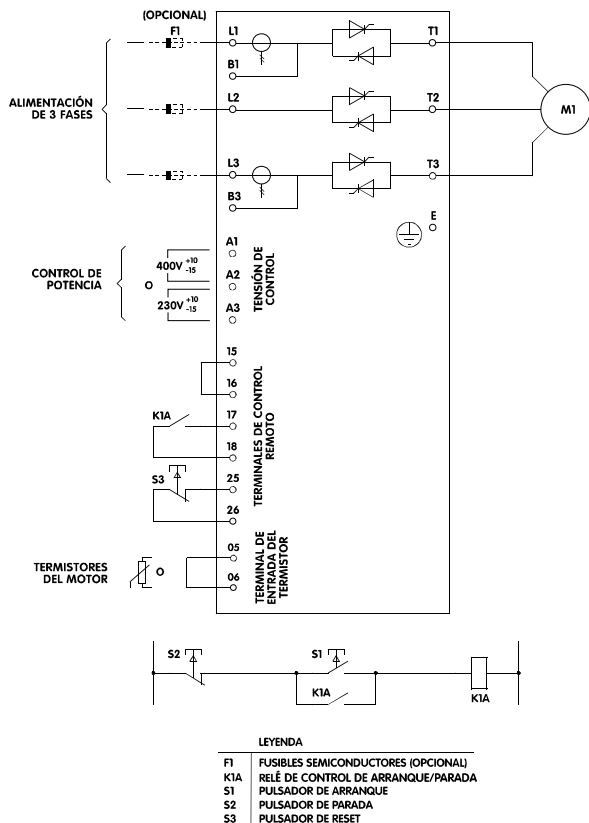 (OPCIONAL)
F1
L1
T1
B1
ALIMENTACIÓN
DE 3 FASES
L2
T2
M1
L3
T3
B3
E
CONTROL DE
POTENCIA
O
400V +10
-15
230V +10
-15
A1
A2
A3
TENSIÓN DE
CONTROL
15
16
K1A
17
18
S3
25
26
TERMINALES DE CONTROL
REMOTO
TERMISTORES
DEL MOTOR
O
05
06
TERMINAL DE
ENTRADA DEL
TERMISTOR
S2
S1
K1A
K1A
LEYENDA
F1 FUSIBLES SEMICONDUCTORES (OPCIONAL)
K1A RELÉ DE CONTROL DE ARRANQUE/PARADA
S1 PULSADOR DE ARRANQUE
S2 PULSADOR DE PARADA
S3 PULSADOR DE RESET